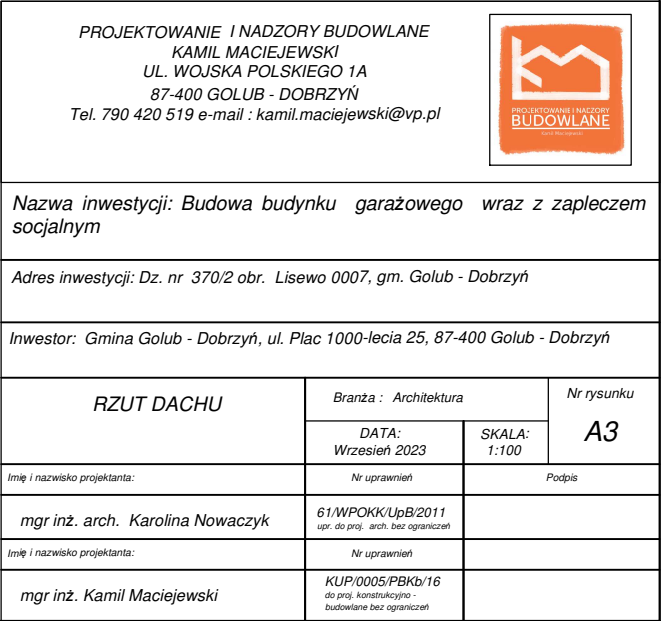 PROJEKTOWANIE I NADZORY BUDOWLANE
KAMIL MACIEJEWSKI
UL. WOJSKA POLSKIEGO 1A
87-400 GOLUB - DOBRZYŃ
Tel. 790 420 519 e-mail : kamil.maciejewski@vp.pl
km
PROJEKTOWANIE I NACZORY
BUDOWLANE
Kamil Maciejewski
Nazwa inwestycji: Budowa budynku garażowego wraz z zapleczem
socjalnym
Adres inwestycji: Dz. nr 370/2 obr. Lisewo 0007, gm. Golub - Dobrzyń
Inwestor: Gmina Golub - Dobrzyń, ul. Plac 1000-lecia 25, 87-400 Golub - Dobrzyń
RZUT DACHU
Branża : Architektura
Nr rysunku
DATA:
Wrzesień 2023
SKALA:
1:100
A3
Imię i nazwisko projektanta:
Nr uprawnień
Podpis
mgr inż. arch. Karolina Nowaczyk
61/WPOKK/UpB/2011
upr. do proj. arch. bez ograniczeń
Imię i nazwisko projektanta:
Nr uprawnień
mgr inż. Kamil Maciejewski
KUP/0005/PBKb/16
do proj. konstrukcyjno -
budowlane bez ograniczeń